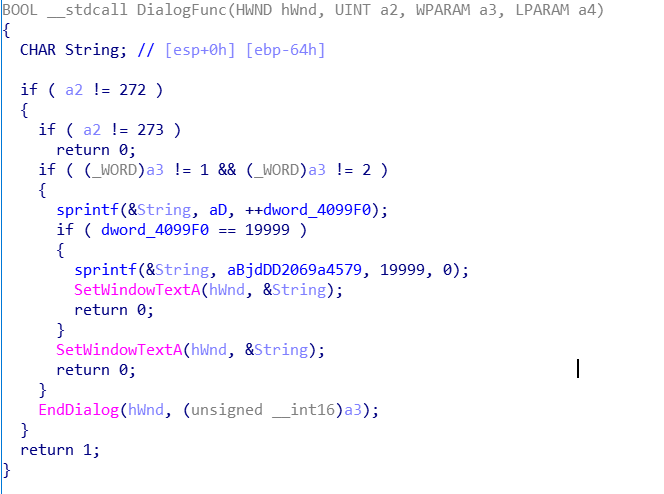 BOOL __stdcall DialogFunc(HWND hWnd, UINT a2, WPARAM a3, LPARAM a4)
{
  CHAR String; // [esp+0h] [ebp-64h]

  if ( a2 != 272 )
  {
    if ( a2 != 273 )
      return 0;
    if ( (_WORD)a3 != 1 && (_WORD)a3 != 2 )
    {
      sprintf(&String, aD, ++dword_4099F0);
      if ( dword_4099F0 == 19999 )
      {
        sprintf(&String, aBjdDD2069a4579, 19999, 0);
        SetWindowTextA(hWnd, &String);
        return 0;
      }
      SetWindowTextA(hWnd, &String);
      return 0;
    }
    EndDialog(hWnd, (unsigned __int16)a3);
  }
  return 1;
}